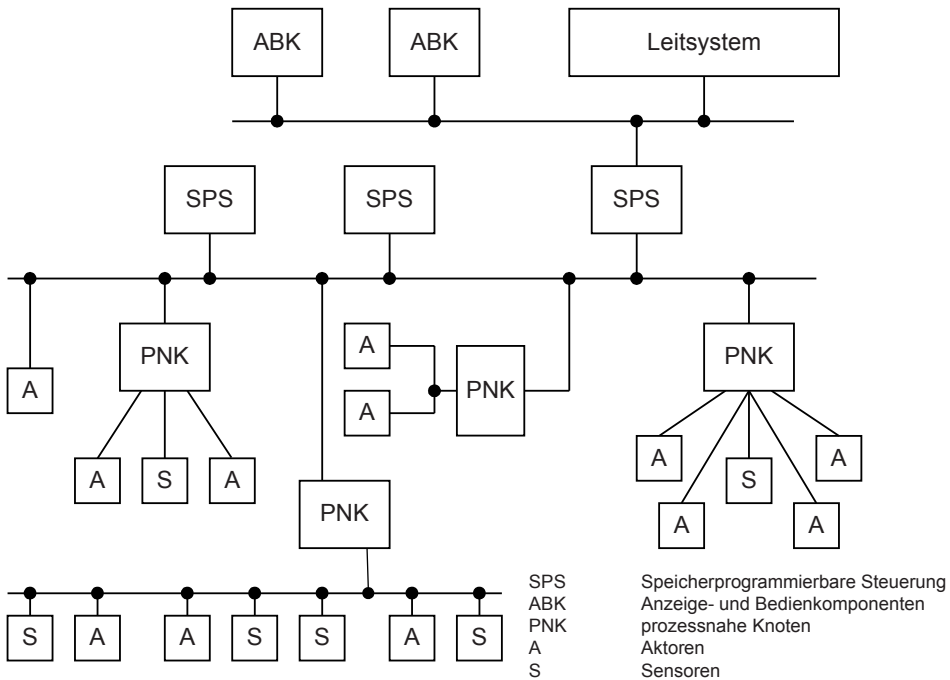 ABK ABK Leitsystem
SPS SPS SPS
PNK A PNK PNK
A A
A S A
A S A
A A
PNK
S A A S S A S
SPS Speicherprogrammierbare Steuerung
ABK Anzeige- und Bedienkomponenten
PNK prozessnahe Knoten
A Aktoren
S Sensoren